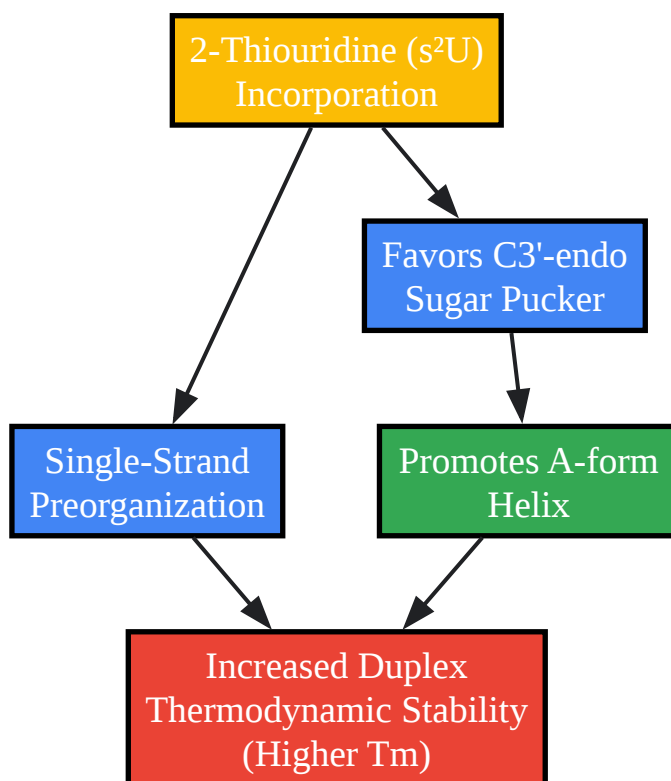 2-Thiouridine (s²U)
Incorporation
Favors C3'-endo
Sugar Pucker
Single-Strand
Preorganization
Promotes A-form
Helix
Increased Duplex
Thermodynamic Stability
(Higher Tm)